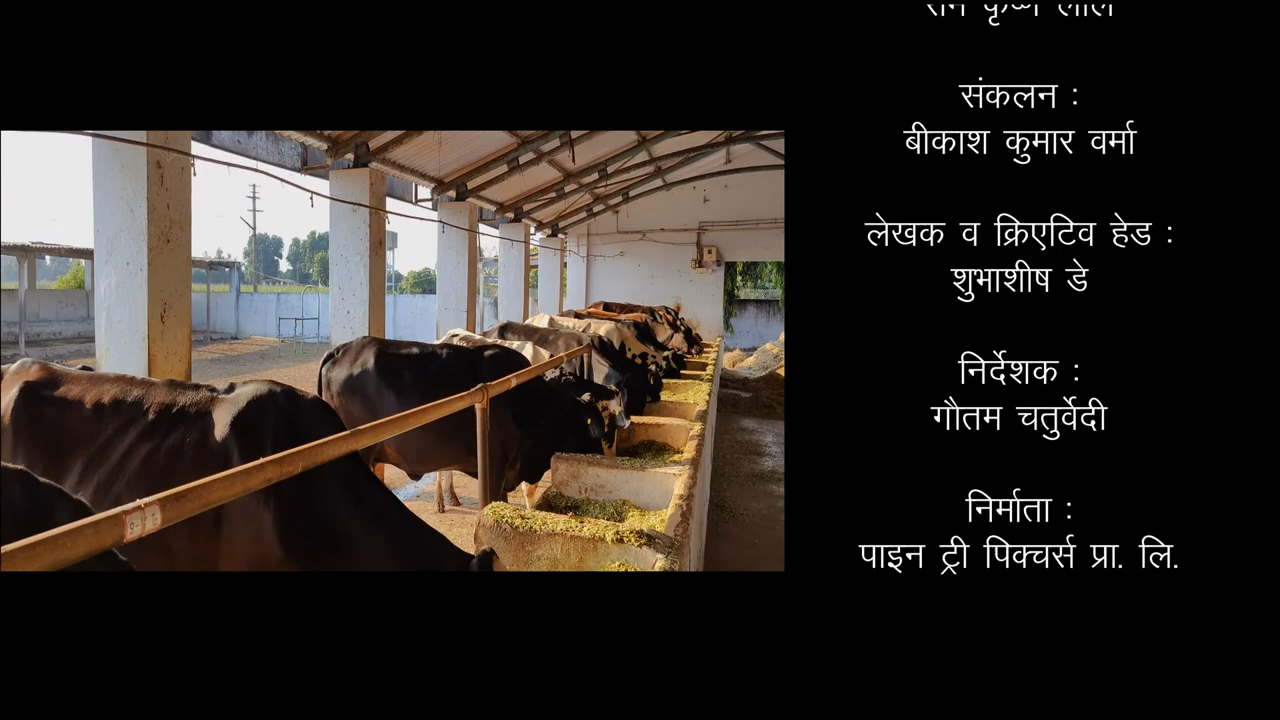 संकलन :
बीकाश कुमार वर्मा
लेखक व क्रिएटिव हेड :
शुभाशीष डे
निर्देशक :
गौतम चतुर्वेदी
निर्माता :
पाइन ट्री पिक्चर्स प्रा. लि.